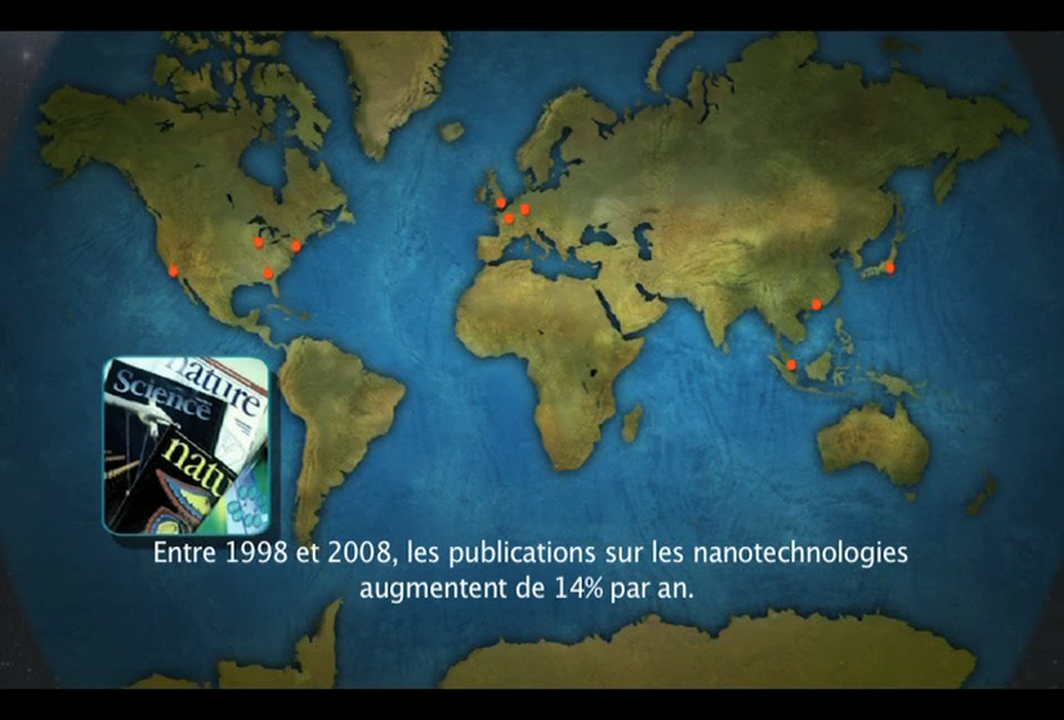 nature
Science
natu
Entre 1998 et 2008, les publications sur les nanotechnologies
augmentent de 14% par an.